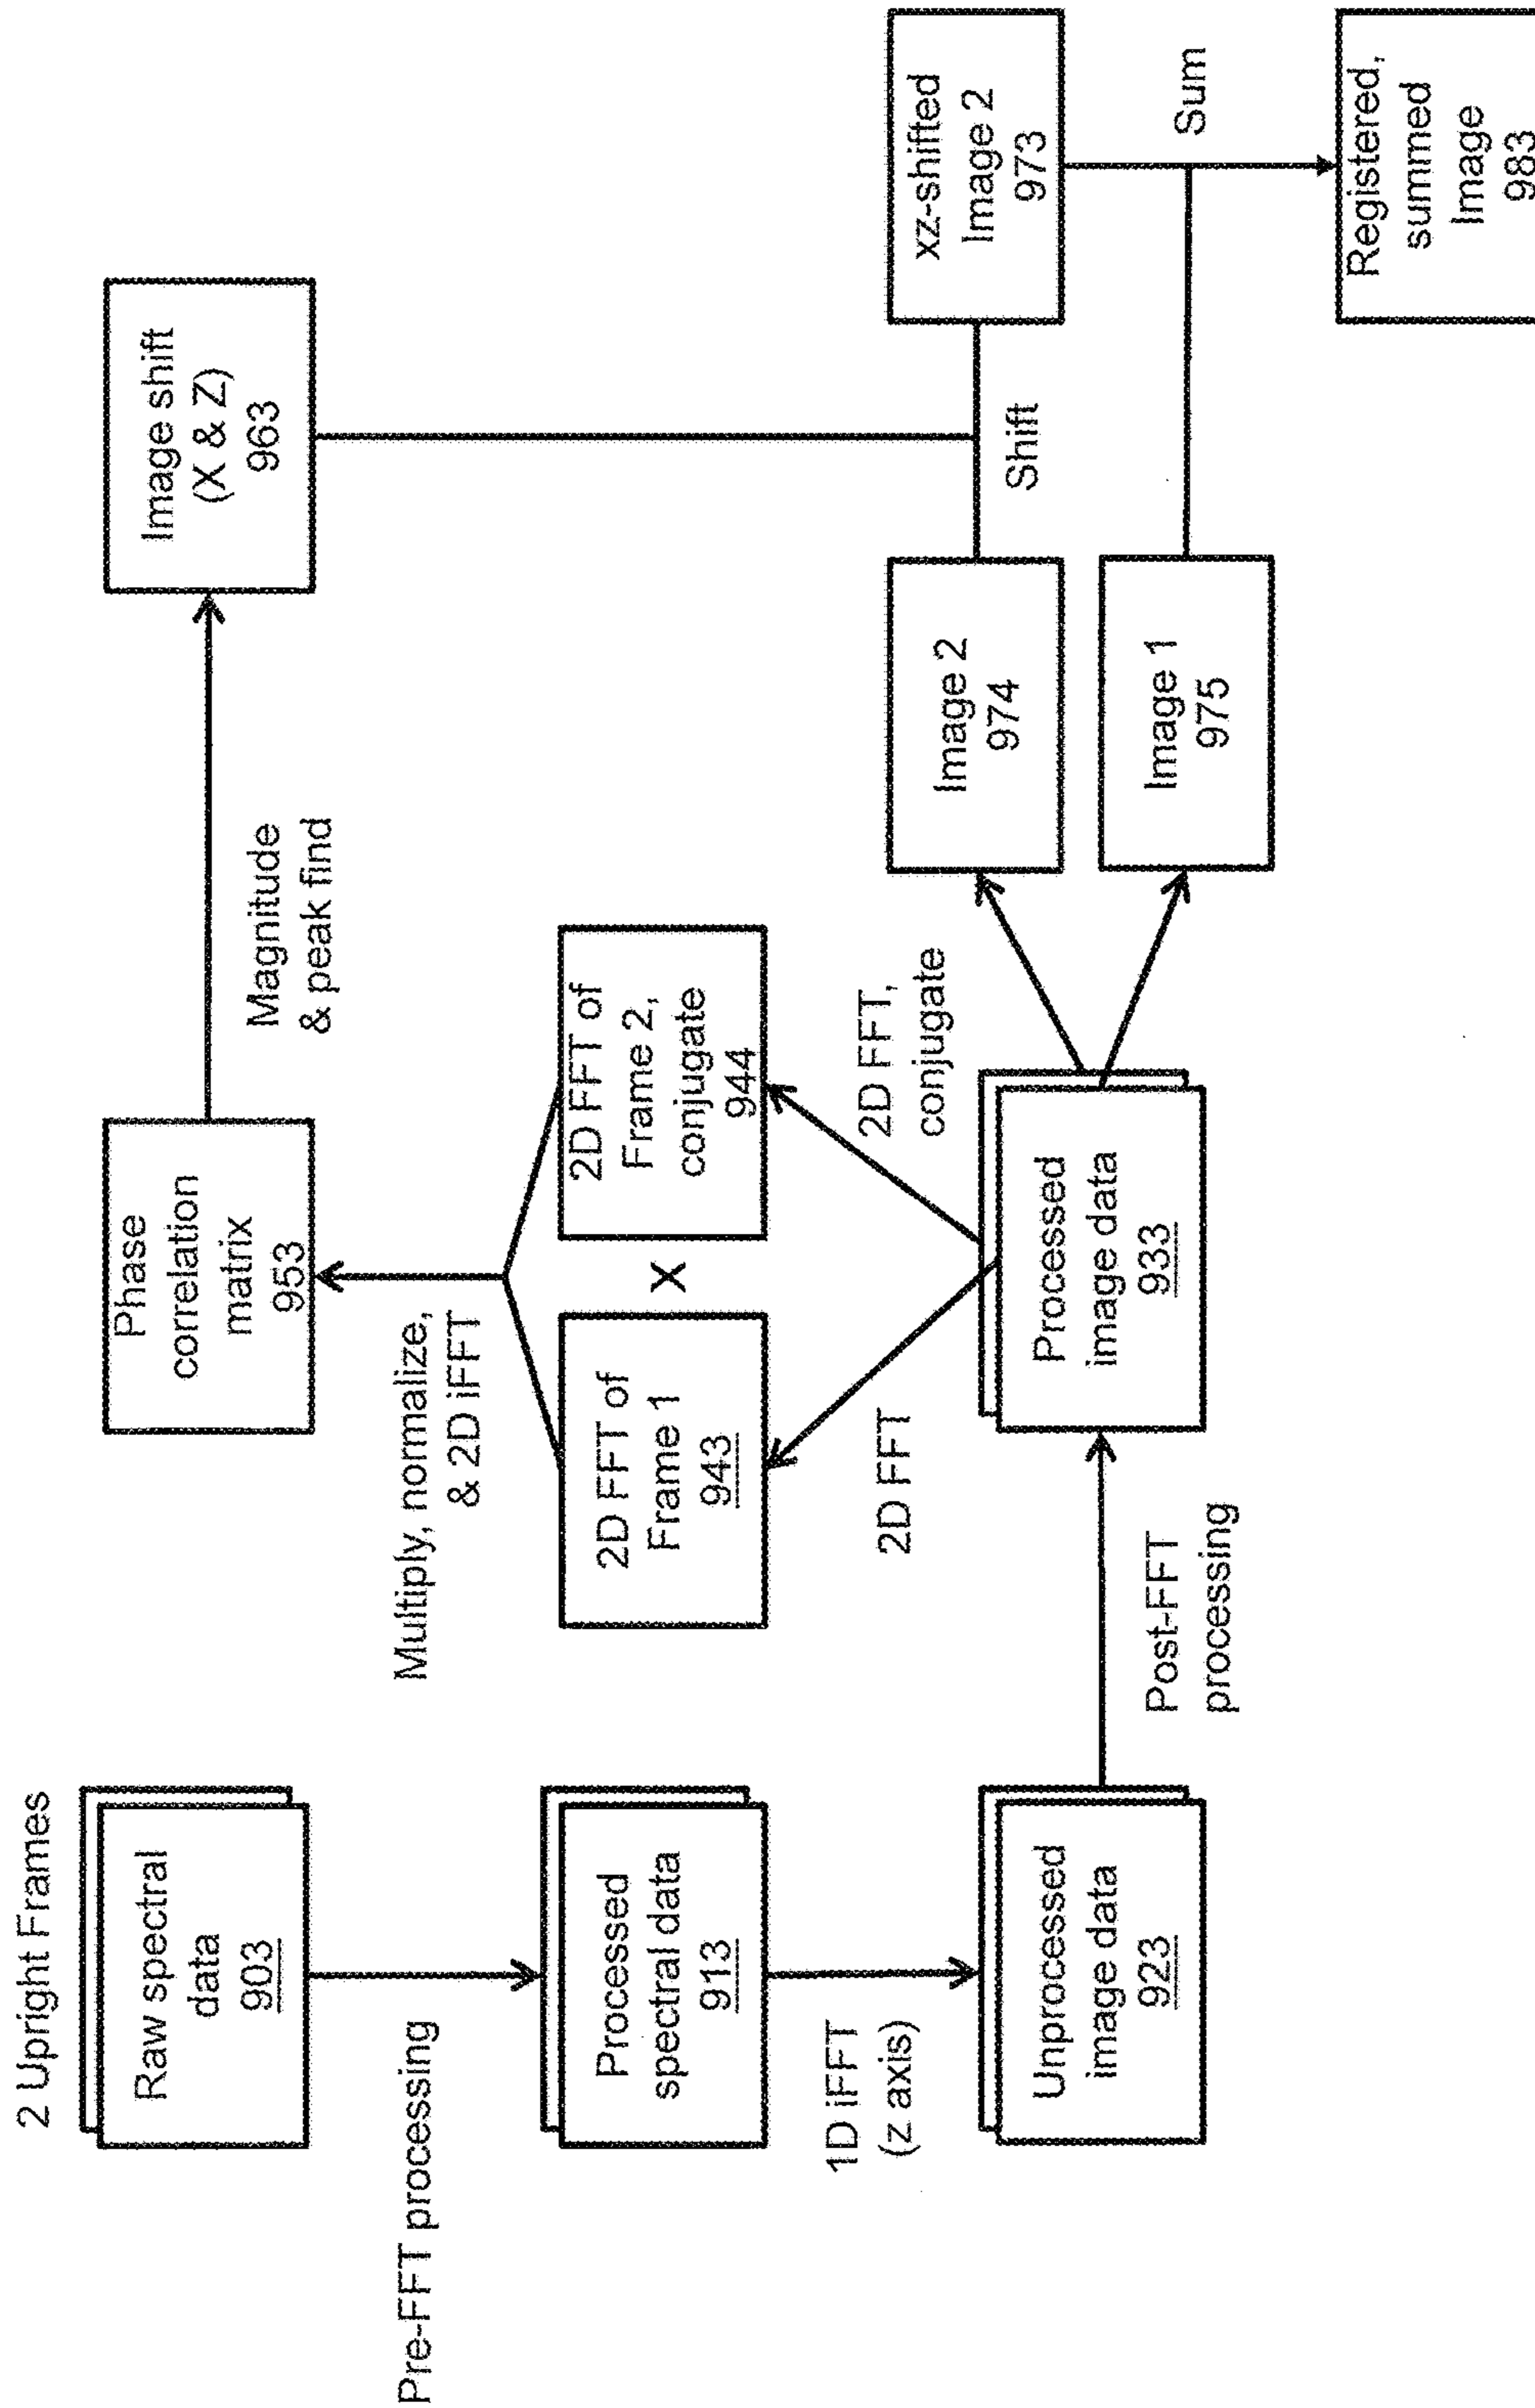 2 Upright Frames
Raw spectral
data
903
Pre-FFT processing
Processed
spectral data
913
1D iFFT
(z axis)
Unprocessed
image data
923
Post-FFT
processing
Processed
image data
933
2D FFT
2D FFT,
conjugate
2D FFT of
Frame 1
943
X
2D FFT of
Frame 2,
conjugate
944
Multiply, normalize,
& 2D iFFT
Phase
correlation
matrix
953
Magnitude
& peak find
Image shift
(X & Z)
963
Image 2
974
Image 1
975
Shift
xz-shifted
Image 2
973
Sum
Registered,
summed
Image
983